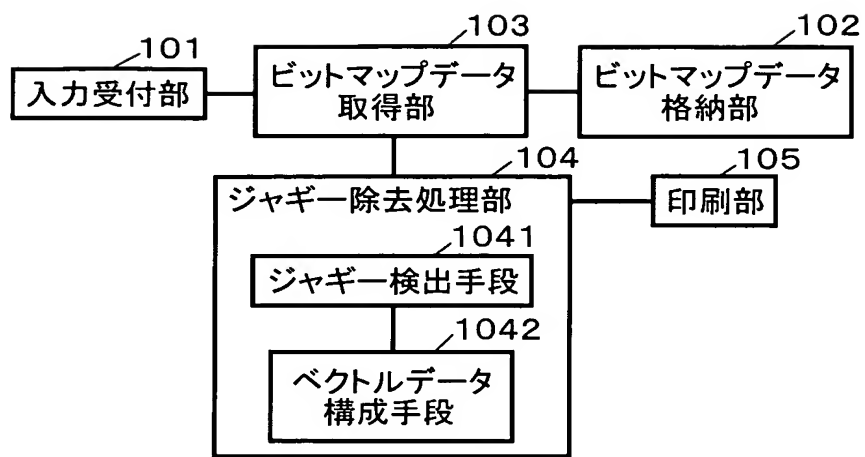 101
入力受付部
103
ビットマップデータ
取得部
102
ビットマップデータ
格納部
104
ジャギー除去処理部
105
印刷部
1041
ジャギー検出手段
1042
ベクトルデータ
構成手段